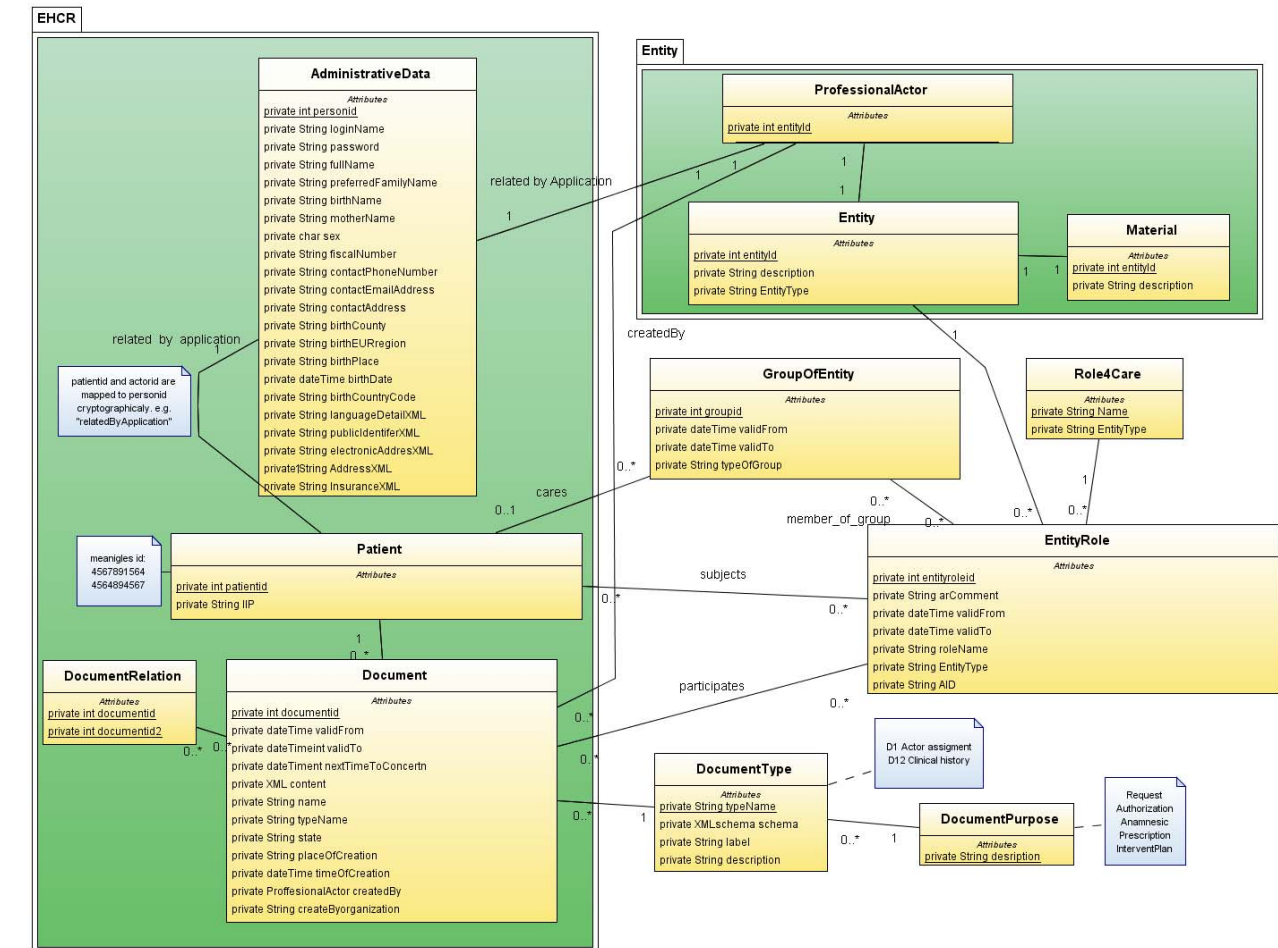 EHCR
AdministrativeData
Attributes
private int personid
private String loginName
private String password
private String fullName
private String preferredFamilyName
private String birthName
private String motherName
private char sex
private String fiscalNumber
private String contactPhoneNumber
private String contactEmailAddress
private String contactAddress
private String birthCounty
private String birthEURregion
private String birthPlace
private dateTime birthDate
private String birthCountryCode
private String languageDetailXML
private String publicIdentiferXML
private String electronicAddresXML
private String AddressXML
private String InsuranceXML
1
related by application
1
patientid and actorid are
mapped to personid
cryptographicaly. e.g.
"relatedByApplication"
meanigles id:
4567891564
4564894567
Patient
Attributes
private int patientid
private String IIP
1
0..*
DocumentRelation
Attributes
private int documentid
private int documentid2
0..*
0..*
Document
Attributes
private int documentid
private dateTime validFrom
private dateTimeint validTo
private dateTiment nextTimeToConcertn
private XML content
private String name
private String typeName
private String state
private String placeOfCreation
private dateTime timeOfCreation
private ProffesionalActor createdBy
private String createByorganization
Entity
ProfessionalActor
Attributes
private int entityId
related by Application
1
1
1
1
1
Entity
Attributes
private int entityId
private String description
private String EntityType
1
1
Material
Attributes
private int entityId
private String description
createdBy
1
GroupOfEntity
Attributes
private int groupid
private dateTime validFrom
private dateTime validTo
private String typeOfGroup
Role4Care
Attributes
private String Name
private String EntityType
0..*
cares
0..1
0..*
member_of_group
0..*
0..*
1
0..*
EntityRole
Attributes
private int entityroleid
private String arComment
private dateTime validFrom
private dateTime validTo
private String roleName
private String EntityType
private String AID
subjects
0..*
0..*
participates
0..*
0..*
0..*
DocumentType
Attributes
private String typeName
private XMLschema schema
private String label
private String description
0..*
1
D1 Actor assigment
D12 Clinical history
0..*
1
DocumentPurpose
Attributes
private String desription
Request
Authorization
Anamnesic
Prescription
InterventPlan